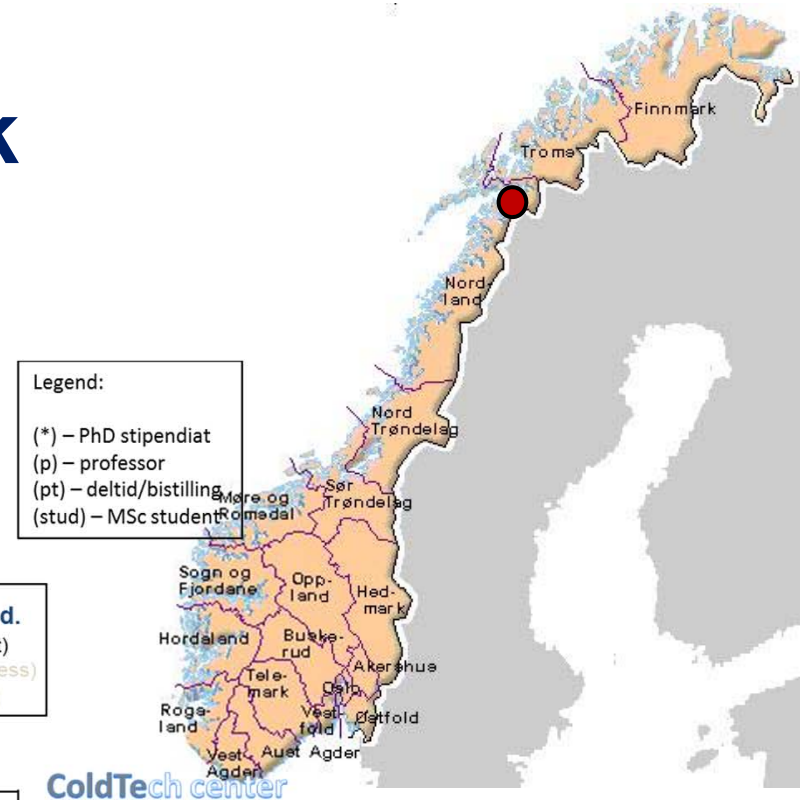 k
Finnmark
Troms
Nord-
land
Legend:
(*) – PhD stipendiat
(p) – professor
(pt) – deltid/bistilling
(stud) – MSc student
Nord
Trøndelag
Sør
Trøndelag
Møre og
Romsdal
Sogn og
Fjordane
Opp-
land
Hed-
mark
d.
)
ess)
Hordaland
Buske-
rud
Akershus
Tele-
mark
Oslo
Roga-
land
Vest-
fold
Østfold
Vest
Agder
Aust Agder
ColdTech center